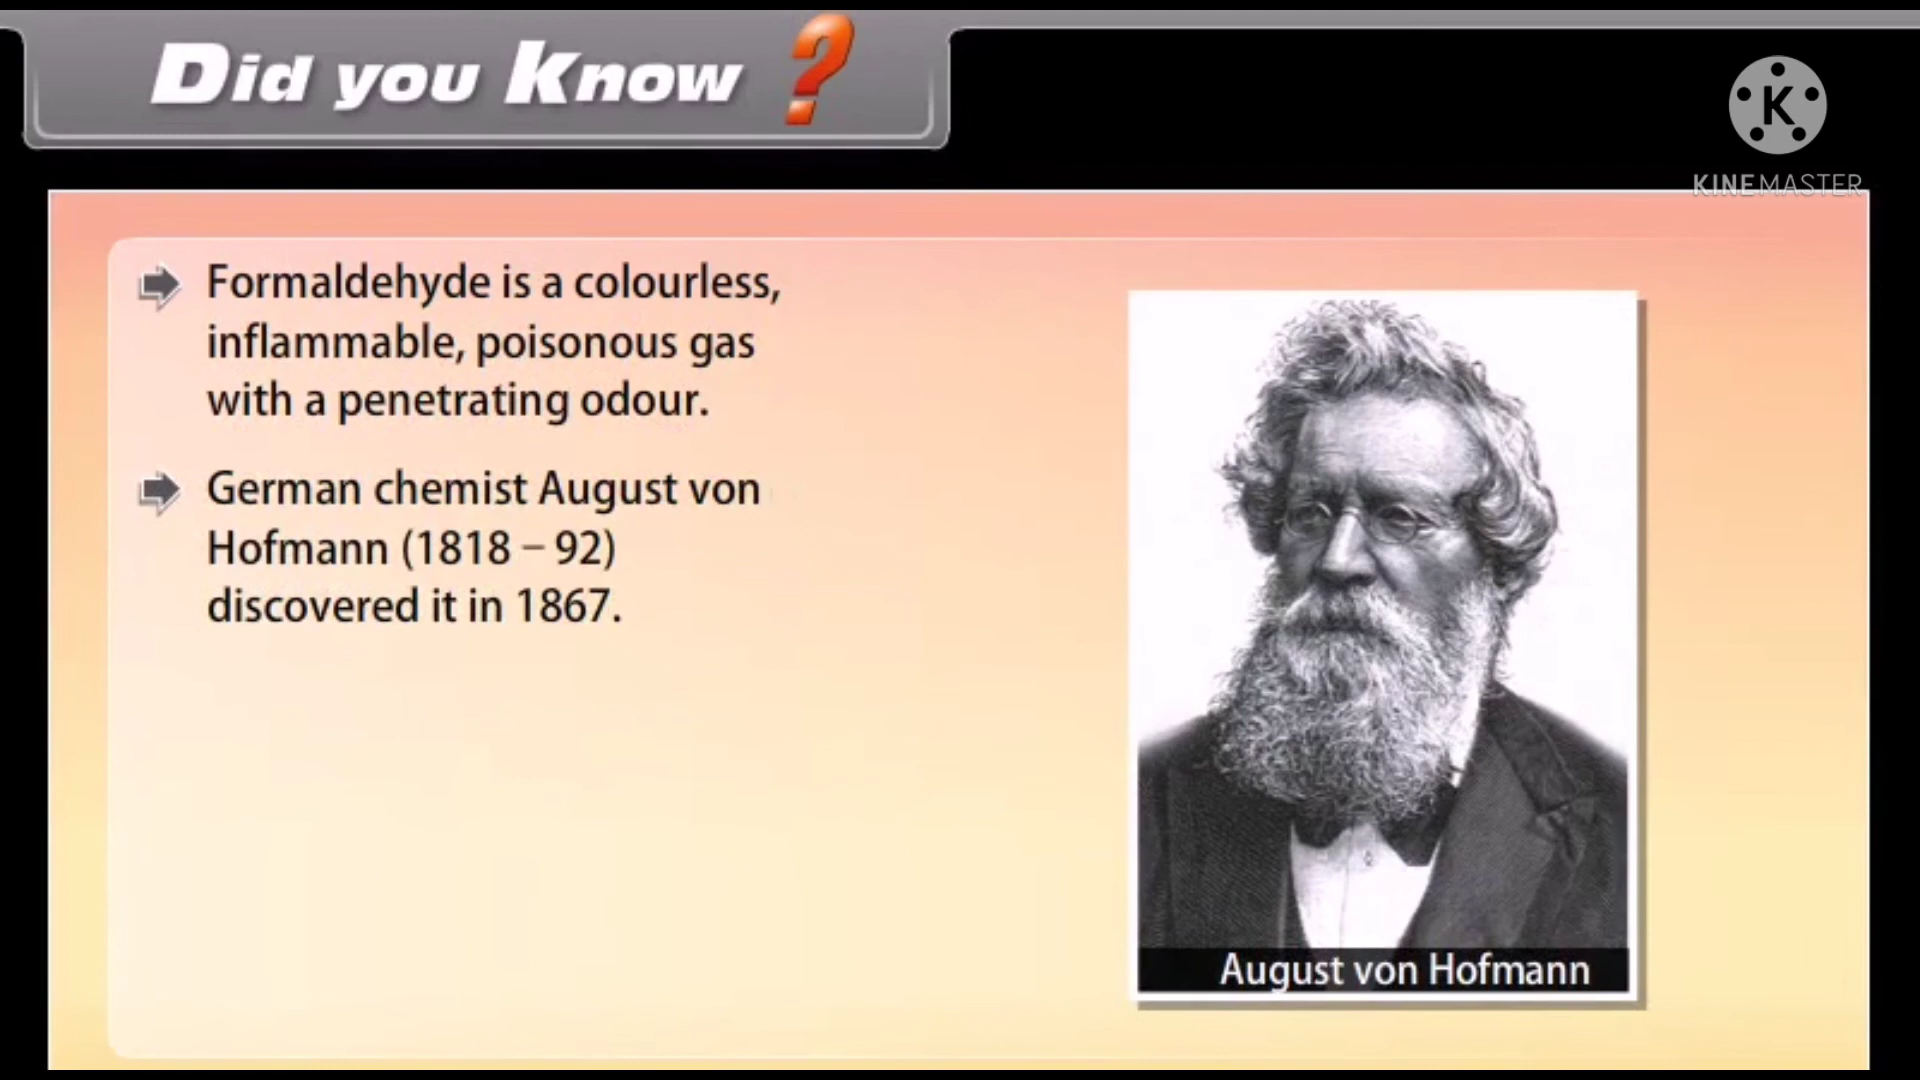 Did you Know ?
K
KINEMASTER
Formaldehyde is a colourless,
inflammable, poisonous gas
with a penetrating odour.
German chemist August von
Hofmann (1818 – 92)
discovered it in 1867.
August von Hofmann